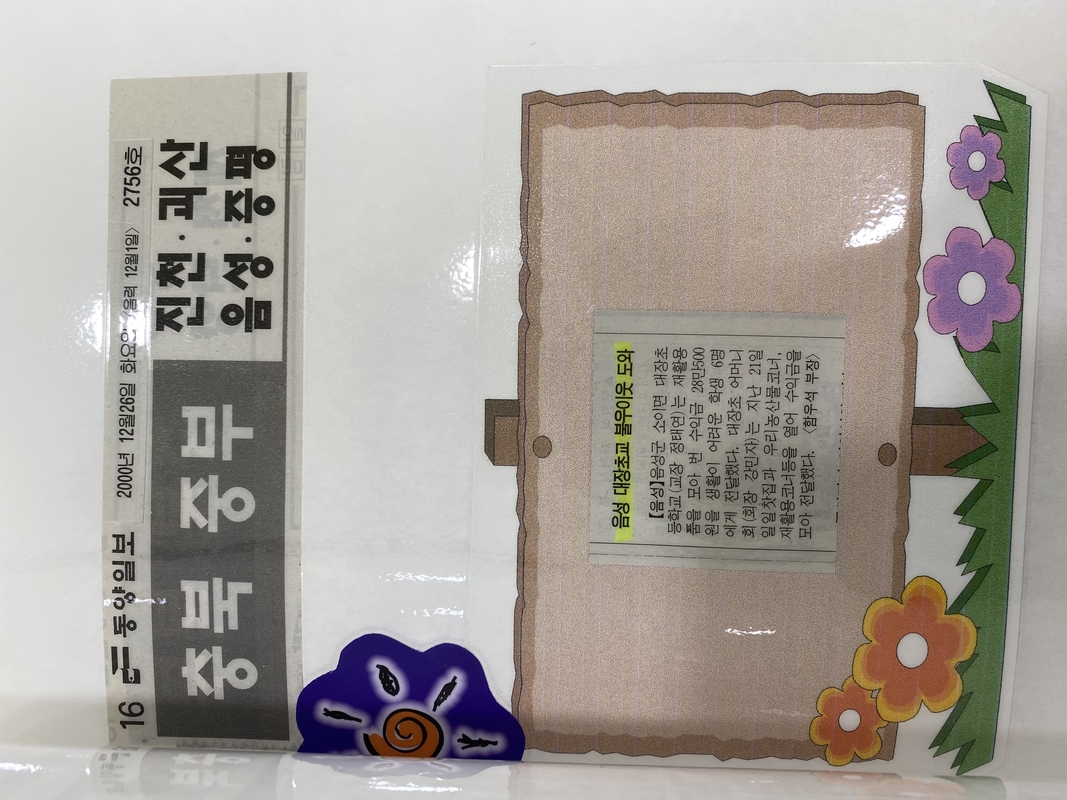 16 동양일보 2000년 12월26일 화요일 <음력 12월1일> 2756호
충북 중부
진천·괴산
음성·증평
음성 대장초교 불우이웃 도와
【음성】음성군 소이면 대장초
등학교(교장 정태연)는 재활용
품을 모아 번 수익금 28만500
원을 생활이 어려운 학생 6명
에게 전달했다. 대장초 어머니
회(회장 강민자)는 지난 21일
일일찻집과 우리농산물코너,
재활용코너등을 열어 수익금을
모아 전달했다. <함우석 부장>